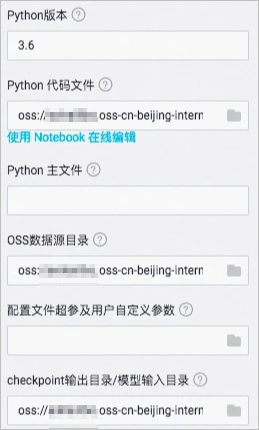 Python版本 ?
3.6
Python 代码文件 ?
oss:// .oss-cn-beijing-intern
使用 Notebook 在线编辑
Python 主文件 ?
OSS数据源目录 ?
oss: .oss-cn-beijing-intern
配置文件超参及用户自定义参数 ?
checkpoint输出目录/模型输入目录 ?
oss:// .oss-cn-beijing-intern